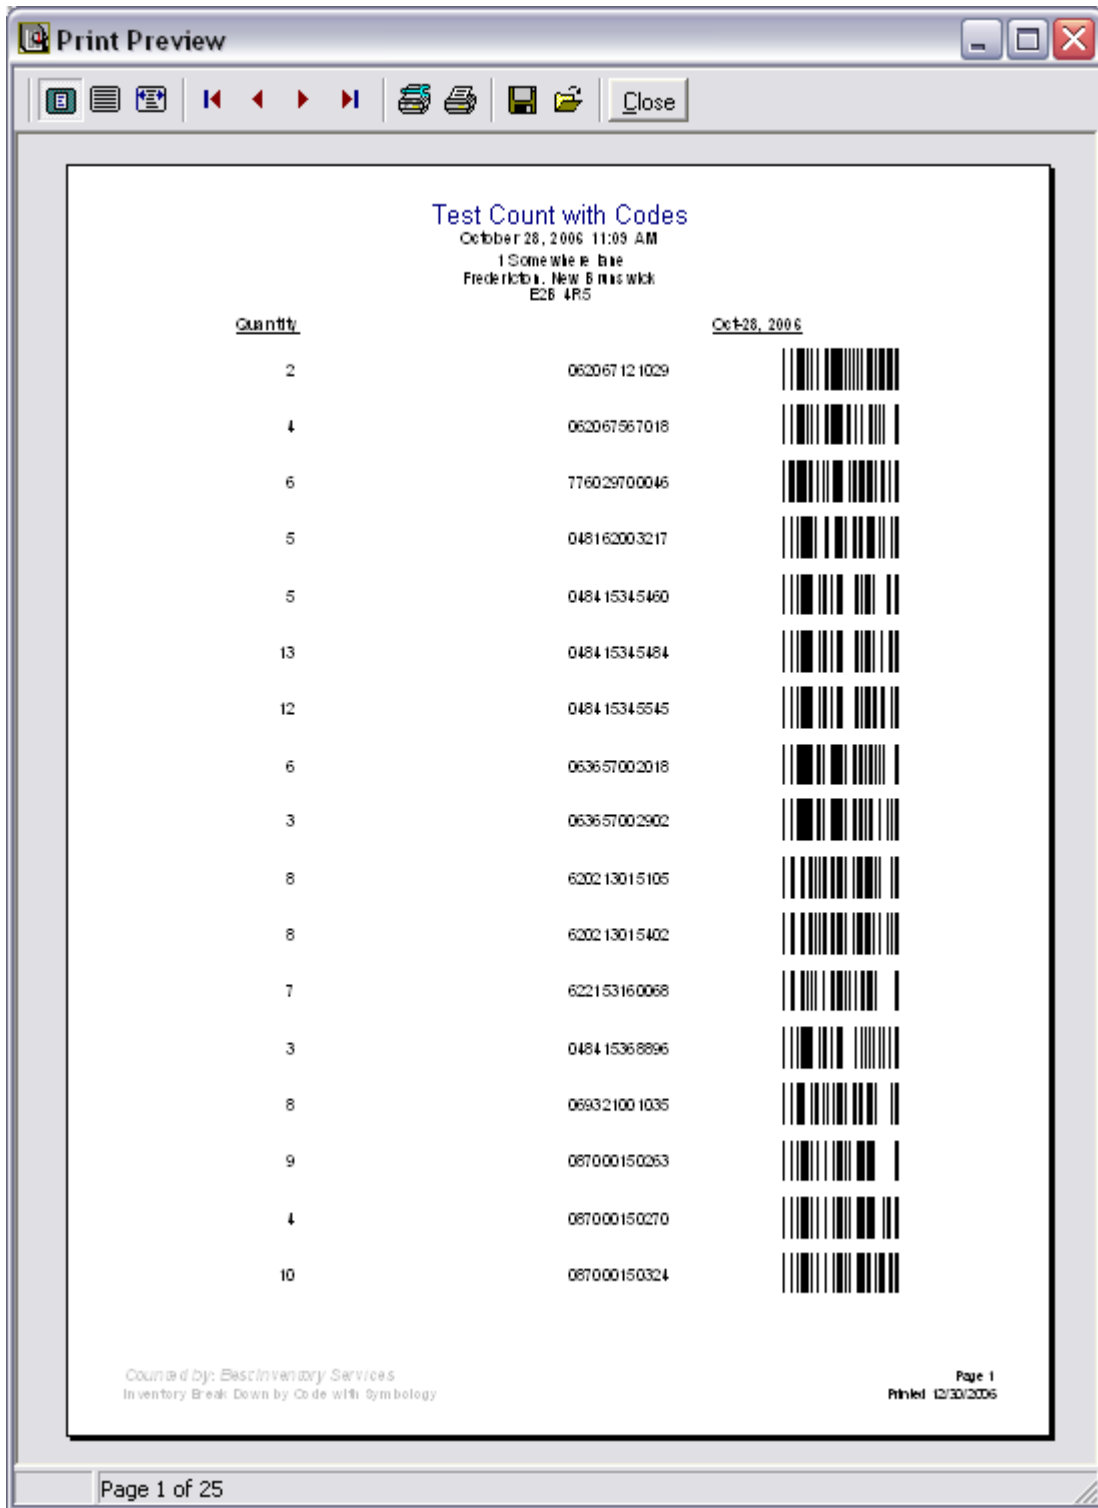 Print Preview
Close
Test Count with Codes
October 28, 2006 11:09 AM
1 Somewhere lane
Fredericton, New Brunswick
E2B 4R5
Quantity Oct-28, 2006
2 062067121029
4 062067567018
6 776029700046
5 048162003217
5 048415345460
13 048415345484
12 048415345545
6 063657002018
3 063657002902
8 620213015105
8 620213015402
7 622153160068
3 048415368896
8 069321001035
9 087000150263
4 087000150270
10 087000150324
Counted by: Best Inventory Services Page 1
Inventory Break Down by Code with Symbology Printed 12/30/2006
Page 1 of 25